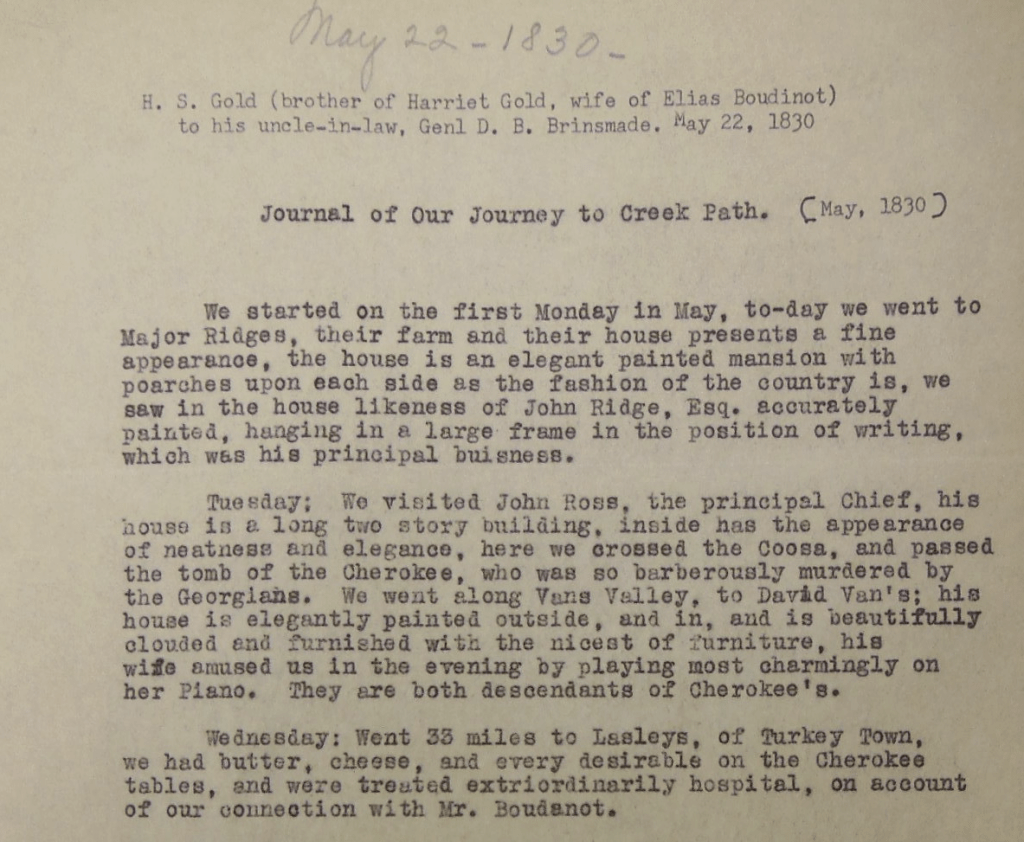 May 22 - 1830 -
H. S. Gold (brother of Harriet Gold, wife of Elias Boudinot)
to his uncle-in-law, Genl D. B. Brinsmade. May 22, 1830
Journal of Our Journey to Creek Path. (May, 1830)
We started on the first Monday in May, to-day we went to
Major Ridges, their farm and their house presents a fine
appearance, the house is an elegant painted mansion with
poarches upon each side as the fashion of the country is, we
saw in the house likeness of John Ridge, Esq. accurately
painted, hanging in a large frame in the position of writing,
which was his principal buisness.
Tuesday; We visited John Ross, the principal Chief, his
house is a long two story building, inside has the appearance
of neatness and elegance, here we crossed the Coosa, and passed
the tomb of the Cherokee, who was so barberously murdered by
the Georgians. We went along Vans Valley, to David Van's; his
house is elegantly painted outside, and in, and is beautifully
clouded and furnished with the nicest of furniture, his
wife amused us in the evening by playing most charmingly on
her Piano. They are both descendants of Cherokee's.
Wednesday: Went 33 miles to Lasleys, of Turkey Town,
we had butter, cheese, and every desirable on the Cherokee
tables, and were treated extriordinarily hospital, on account
of our connection with Mr. Boudanot.